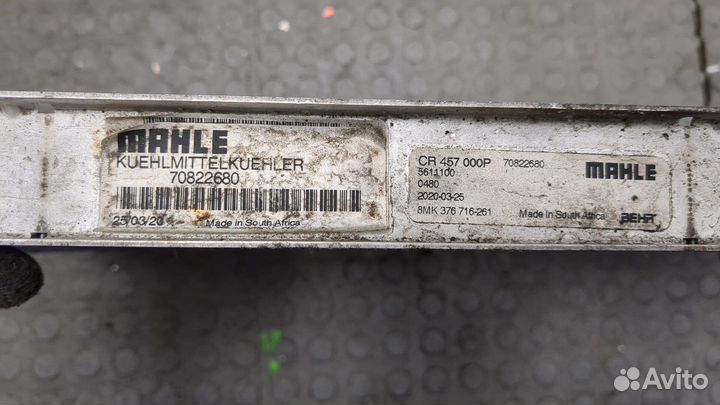 MAHLE
KUEHLMITTELKUEHLER
70822680
25/03/20 Made in South Africa
CR 457 000P 70822680
5611100
0480
2020-03-25
8MK 376 716-261
MAHLE
Made in South Africa BEHR
Avito